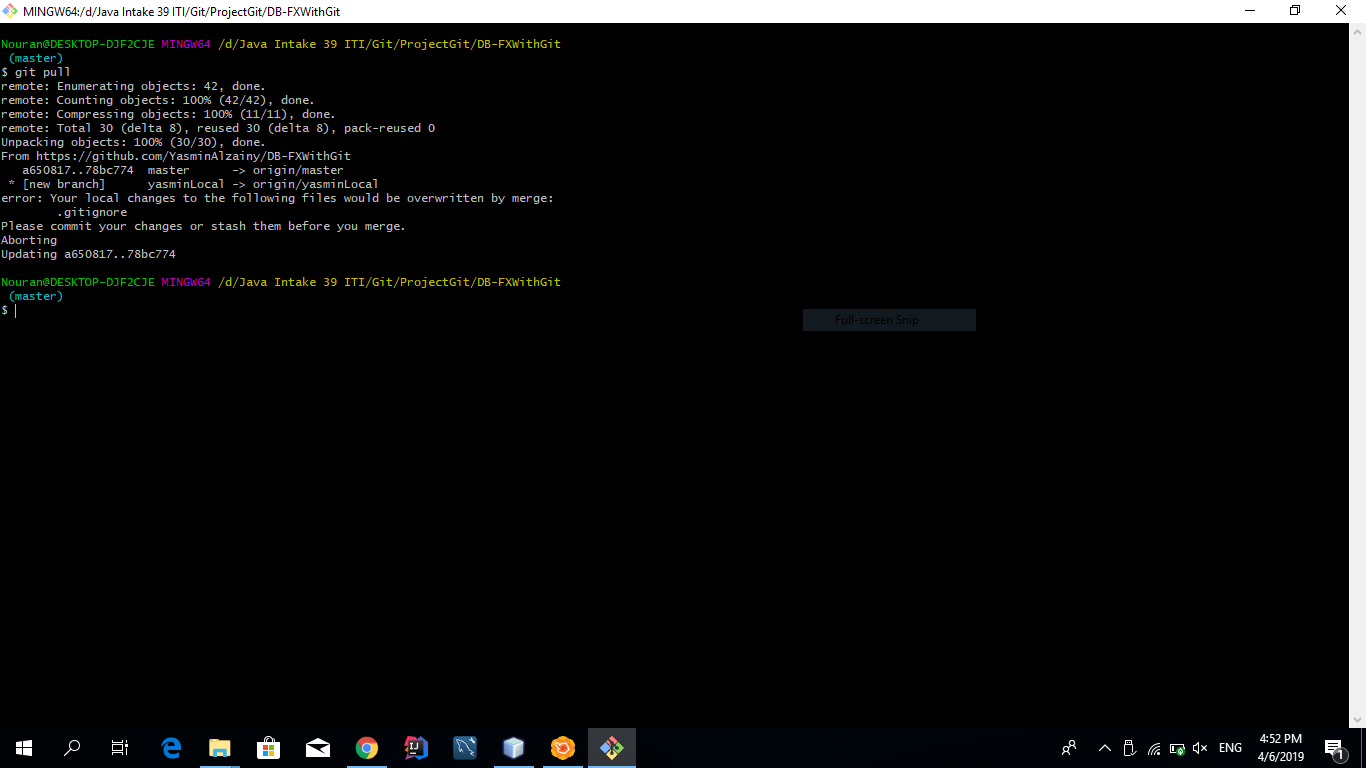 MINGW64:/d/Java Intake 39 ITI/Git/ProjectGit/DB-FXWithGit
Nouran@DESKTOP-DJF2CJE MINGW64 /d/Java Intake 39 ITI/Git/ProjectGit/DB-FXWithGit
(master)
$ git pull
remote: Enumerating objects: 42, done.
remote: Counting objects: 100% (42/42), done.
remote: Compressing objects: 100% (11/11), done.
remote: Total 30 (delta 8), reused 30 (delta 8), pack-reused 0
Unpacking objects: 100% (30/30), done.
From https://github.com/YasminAlzainy/DB-FXWithGit
a650817..78bc774  master      -> origin/master
* [new branch]      yasminLocal -> origin/yasminLocal
error: Your local changes to the following files would be overwritten by merge:
.gitignore
Please commit your changes or stash them before you merge.
Aborting
Updating a650817..78bc774
Nouran@DESKTOP-DJF2CJE MINGW64 /d/Java Intake 39 ITI/Git/ProjectGit/DB-FXWithGit
(master)
$
Full-screen Snip
ENG
4:52 PM
4/6/2019
1